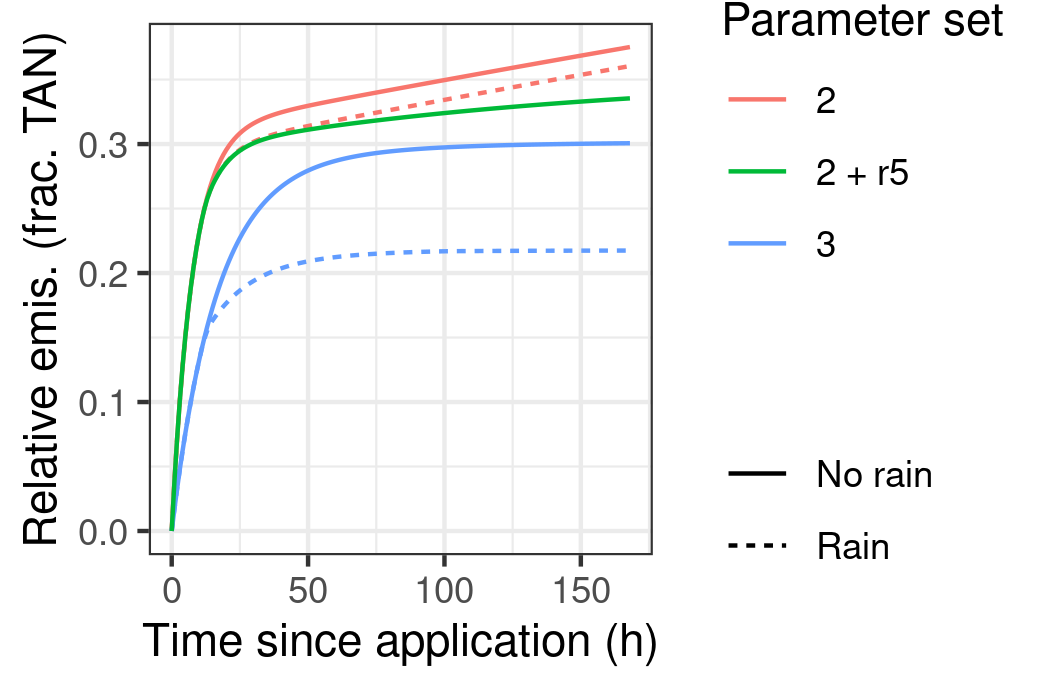 Relative emis. (frac. TAN)
0.3
0.2
0.1
0.0
0
50
100
150
Time since application (h)
Parameter set
2
2 + r5
3
No rain
Rain